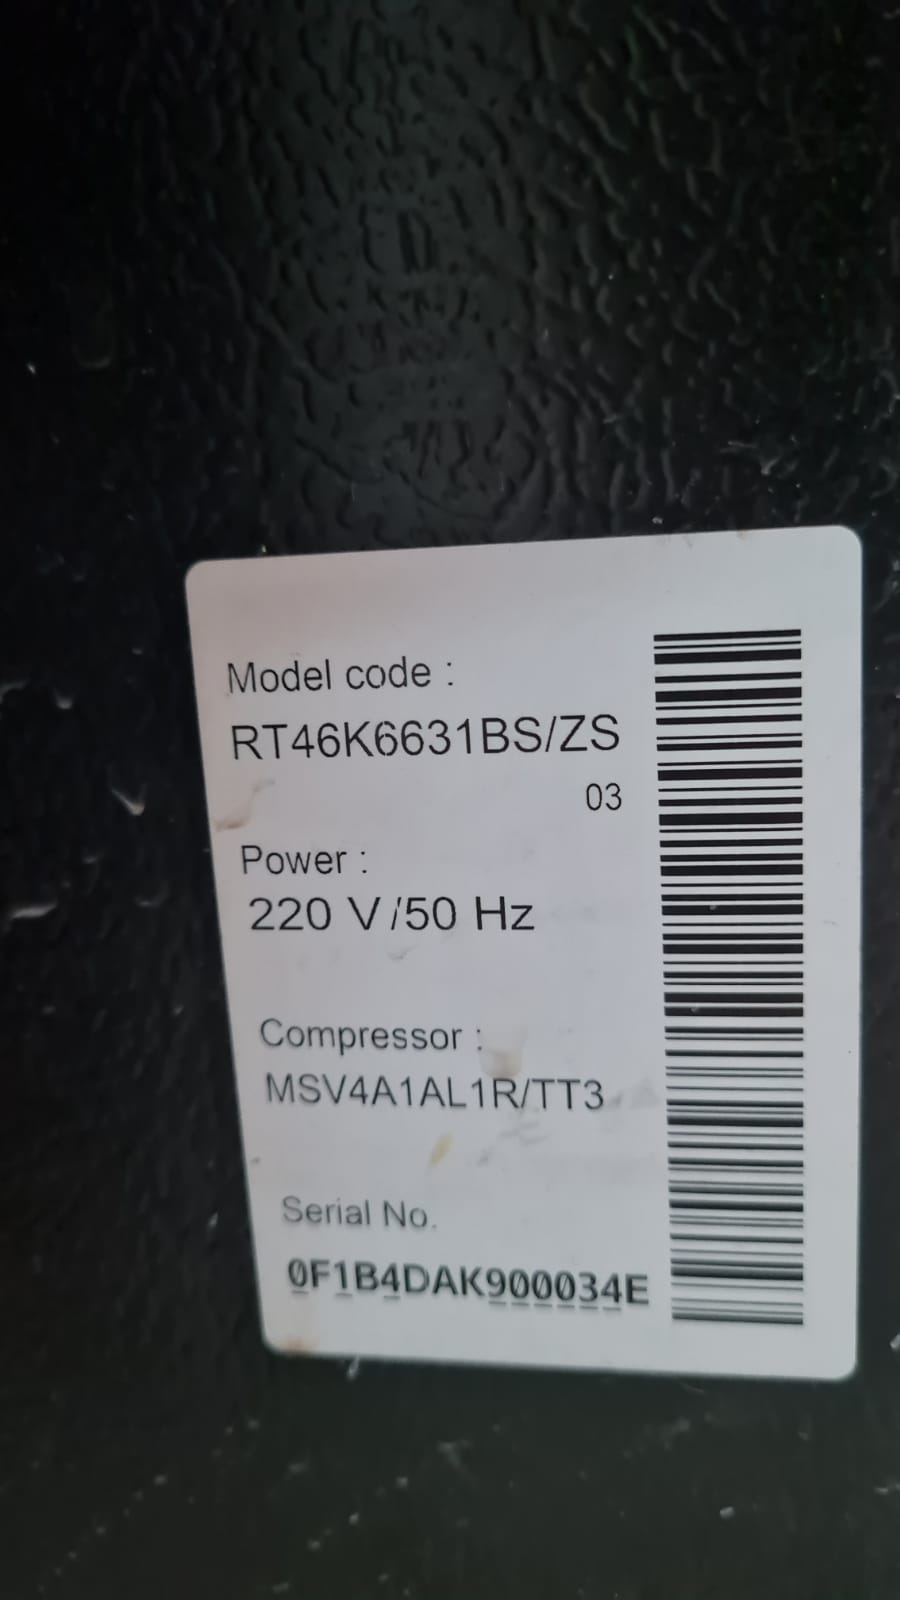 Model code :
RT46K6631BS/ZS
03
Power :
220 V/50 Hz
Compressor :
MSV4A1AL1R/TT3
Serial No.
0F1B4DAK900034E